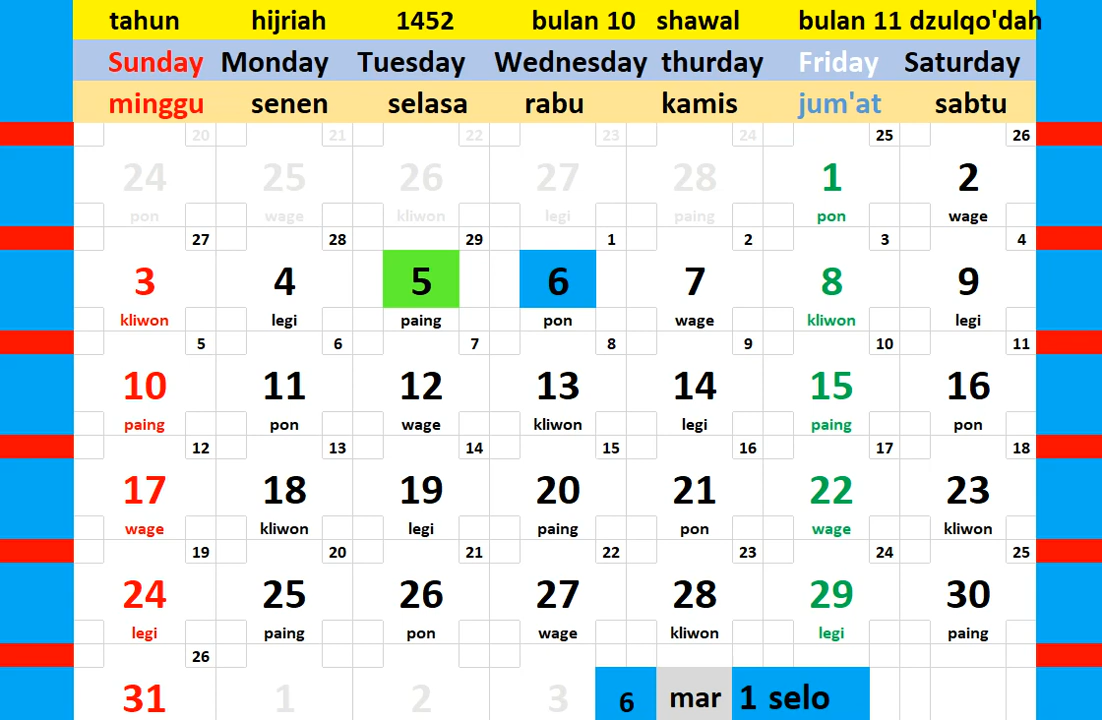 tahun hijriah 1452 bulan 10 shawal bulan 11 dzulqo'dah
Sunday Monday Tuesday Wednesday thurday Friday Saturday
minggu senen selasa rabu kamis jum'at sabtu
20 21 22 23 24 25 26
24 25 26 27 28 1 2
pon wage kliwon legi paing pon wage
27 28 29 1 2 3 4
3 4 5 6 7 8 9
kliwon legi paing pon wage kliwon legi
5 6 7 8 9 10 11
10 11 12 13 14 15 16
paing pon wage kliwon legi paing pon
12 13 14 15 16 17 18
17 18 19 20 21 22 23
wage kliwon legi paing pon wage kliwon
19 20 21 22 23 24 25
24 25 26 27 28 29 30
legi paing pon wage kliwon legi paing
26
31 1 2 3 6 mar 1 selo